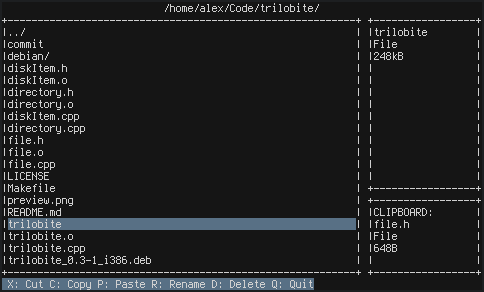 /home/alex/Code/trilobite/
../
commit
debian/
diskItem.h
diskItem.o
directory.h
directory.o
diskItem.cpp
directory.cpp
file.h
file.o
file.cpp
LICENSE
Makefile
preview.png
README.md
trilobite
trilobite.o
trilobite.cpp
trilobite_0.3-1_i386.deb
trilobite
File
248kB
CLIPBOARD:
file.h
File
648B
X: Cut C: Copy P: Paste R: Rename D: Delete Q: Quit